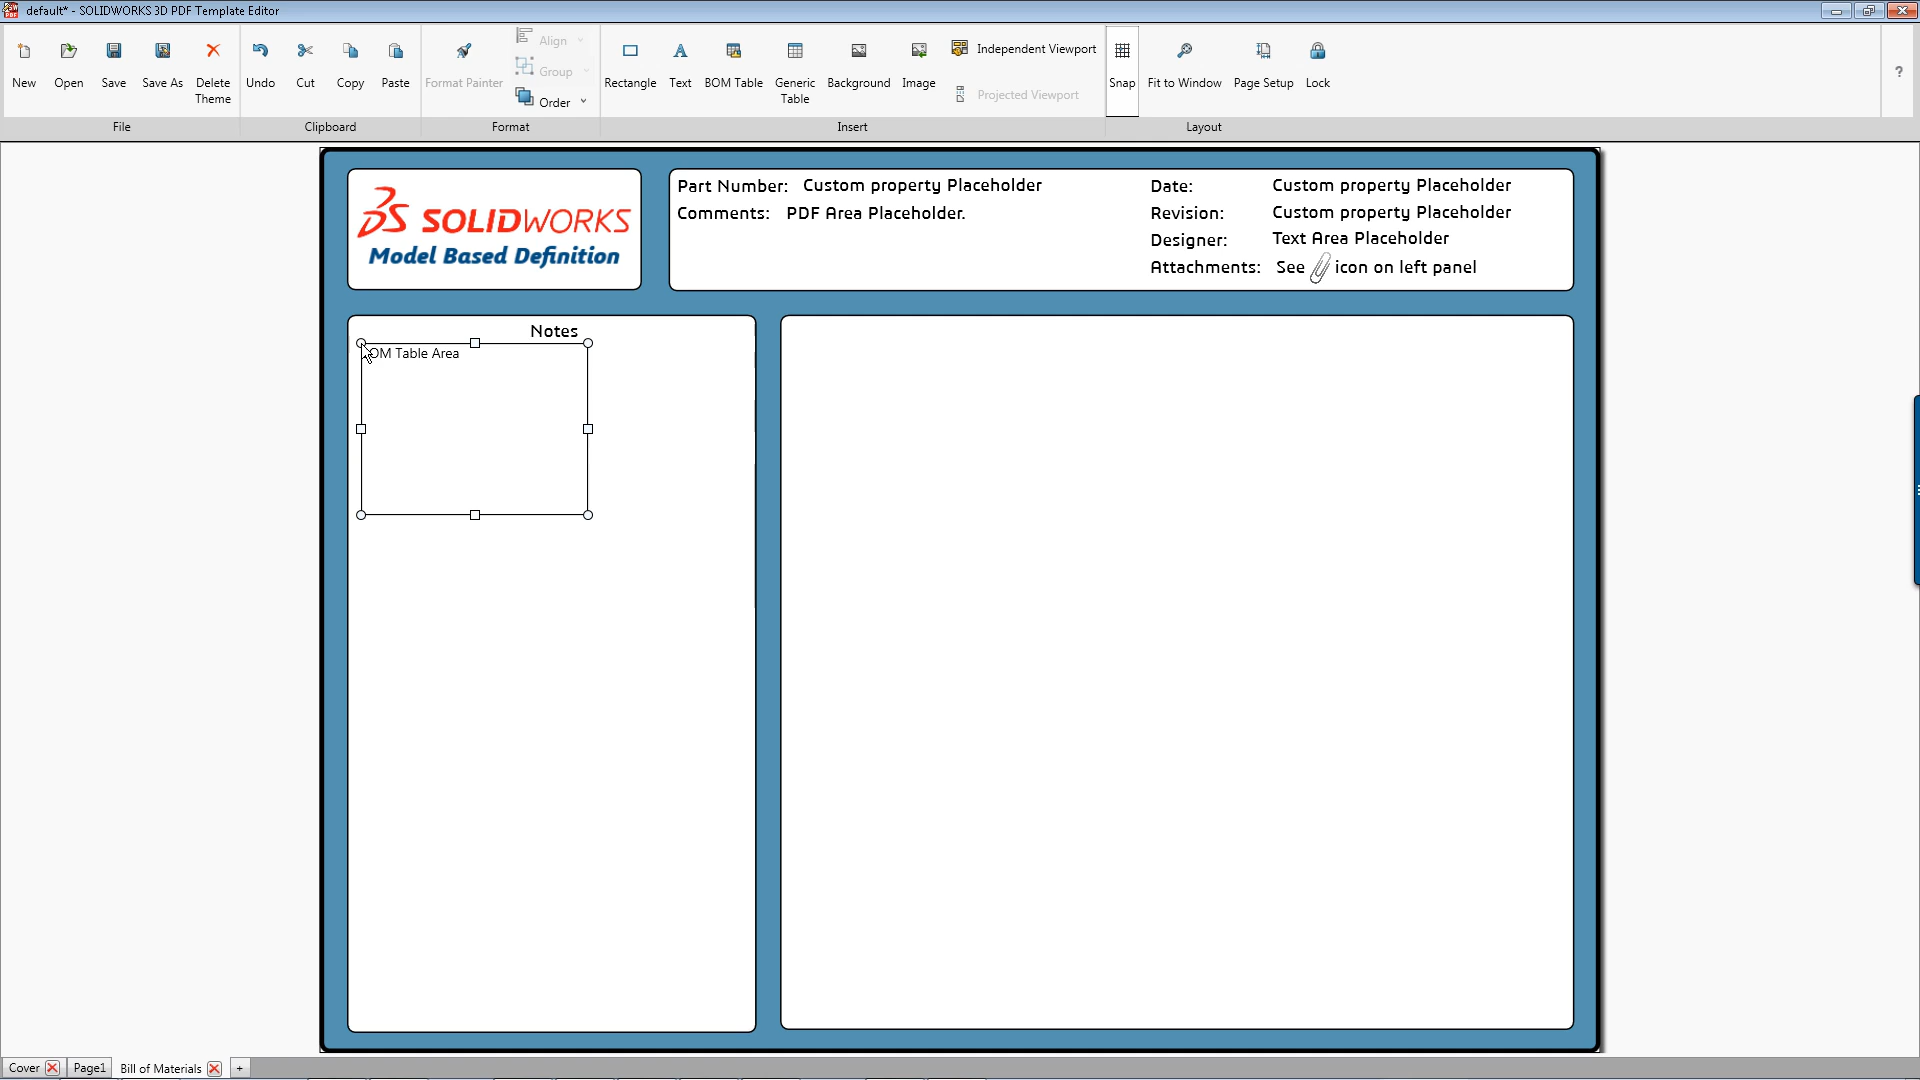 default* - SOLIDWORKS 3D PDF Template Editor
New
Open
Save
Save As
Delete
Theme
Undo
Cut
Copy
Paste
Format Painter
Align
Group
Order
Rectangle
Text
BOM Table
Generic
Table
Background
Image
Independent Viewport
Projected Viewport
Snap
Fit to Window
Page Setup
Lock
?
File
Clipboard
Format
Insert
Layout
SOLIDWORKS
Model Based Definition
Part Number: Custom property Placeholder
Comments: PDF Area Placeholder.
Date: Custom property Placeholder
Revision: Custom property Placeholder
Designer: Text Area Placeholder
Attachments: See icon on left panel
Notes
OM Table Area
Cover
Page1
Bill of Materials
+